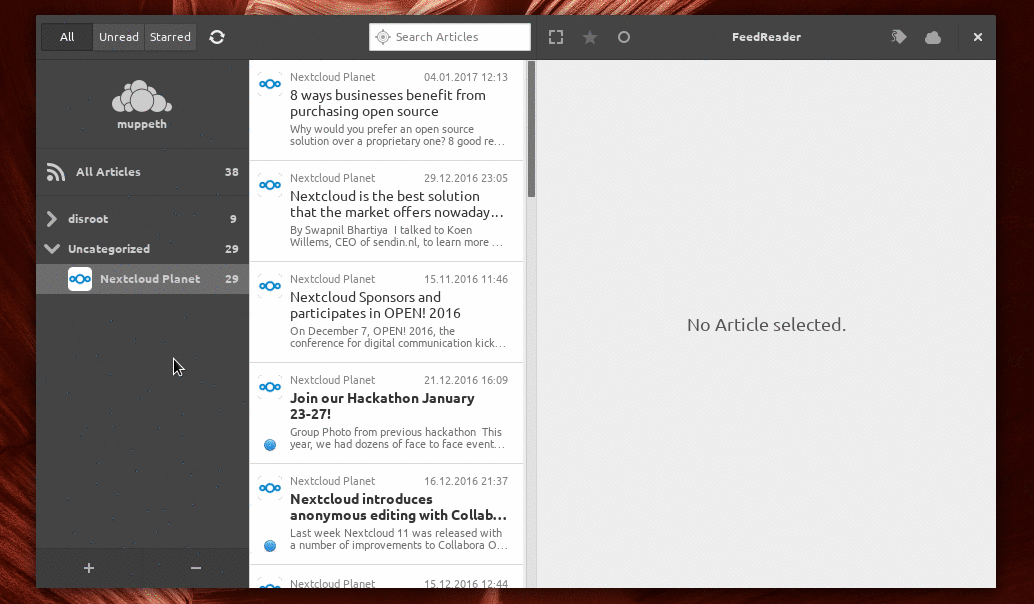 All Unread Starred
Search Articles
FeedReader
muppeth
All Articles 38
disroot 9
Uncategorized 29
Nextcloud Planet 29
Nextcloud Planet 04.01.2017 12:13
8 ways businesses benefit from
purchasing open source
Why would you prefer an open source
solution over a proprietary one? 8 good re…
Nextcloud Planet 29.12.2016 23:05
Nextcloud is the best solution
that the market offers nowaday…
By Swapnil Bhartiya  I talked to Koen
Willems, CEO of sendin.nl, to learn more …
Nextcloud Planet 15.11.2016 11:46
Nextcloud Sponsors and
participates in OPEN! 2016
On December 7, OPEN! 2016, the
conference for digital communication kick…
Nextcloud Planet 21.12.2016 16:09
Join our Hackathon January
23-27!
Group Photo from previous hackathon  This
year, we had dozens of face to face event…
Nextcloud Planet 16.12.2016 21:37
Nextcloud introduces
anonymous editing with Collab…
Last week Nextcloud 11 was released with
a number of improvements to Collabora O…
Nextcloud Planet 15.12.2016 12:44
No Article selected.